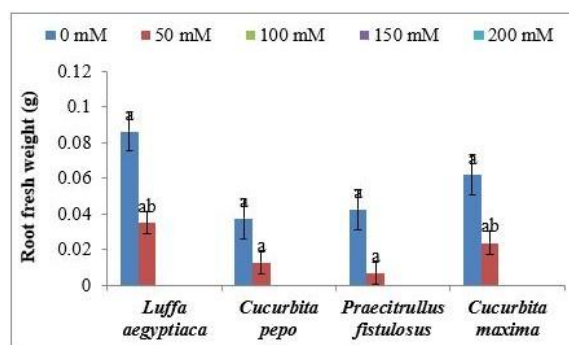 0 mM 50 mM 100 mM 150 mM 200 mM
Root fresh weight (g)
0.12
0.1
0.08
0.06
0.04
0.02
0
a
ab
a
a
a
a
a
ab
Luffa aegyptiaca
Cucurbita pepo
Praecitrullus fistulosus
Cucurbita maxima